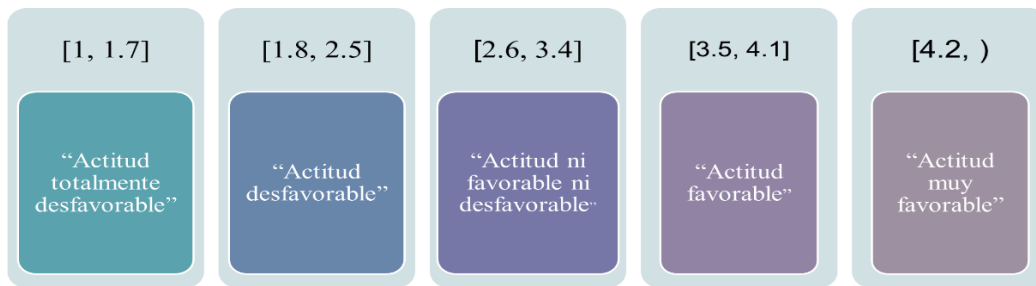 [1, 1.7]
“Actitud
totalmente
desfavorable”
[1.8, 2.5]
“Actitud
desfavorable”
[2.6, 3.4]
“Actitud ni
favorable ni
desfavorable”
[3.5, 4.1]
“Actitud
favorable”
[4.2, )
“Actitud
muy
favorable”